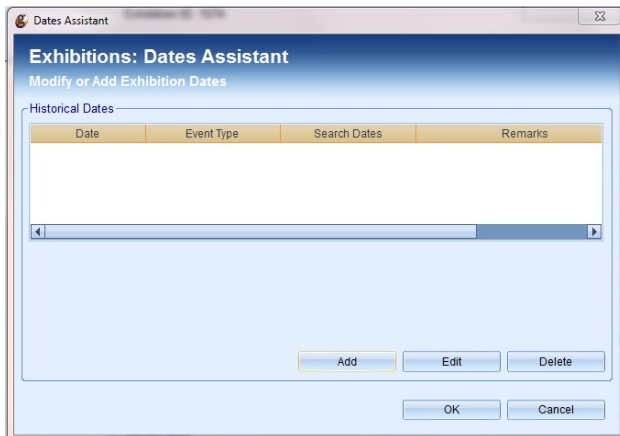 Dates Assistant
Exhibitions: Dates Assistant
Modify or Add Exhibition Dates
Historical Dates
Date Event Type Search Dates Remarks
Add Edit Delete
OK Cancel